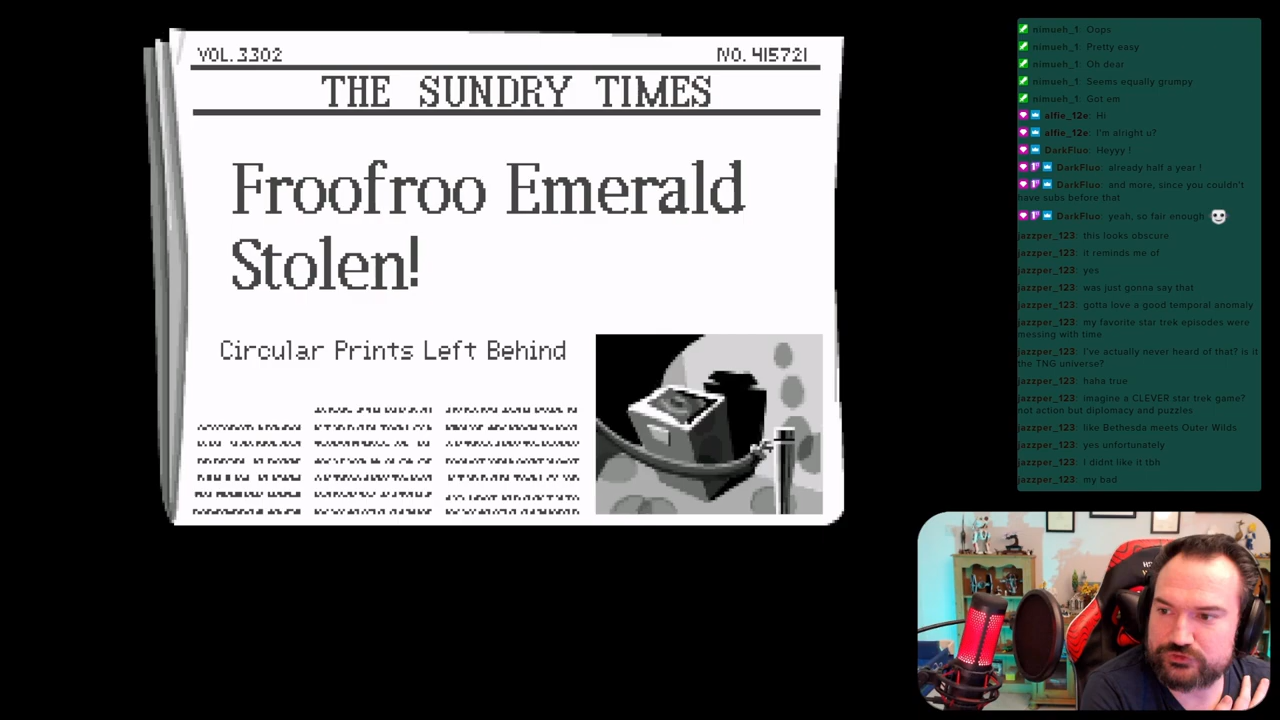 VOL. 3302
NO. 415721
THE SUNDRY TIMES
Froofroo Emerald
Stolen!
Circular Prints Left Behind
nimueh_1: Oops
nimueh_1: Pretty easy
nimueh_1: Oh dear
nimueh_1: Seems equally grumpy
nimueh_1: Got em
alfie_12e: Hi
alfie_12e: I'm alright u?
DarkFluo: Heyyy !
DarkFluo: already half a year !
DarkFluo: and more, since you couldn't
have subs before that
DarkFluo: yeah, so fair enough
jazzper_123: this looks obscure
jazzper_123: it reminds me of
jazzper_123: yes
jazzper_123: was just gonna say that
jazzper_123: gotta love a good temporal anomaly
jazzper_123: my favorite star trek episodes were
messing with time
jazzper_123: I've actually never heard of that? is it
the TNG universe?
jazzper_123: haha true
jazzper_123: imagine a CLEVER star trek game?
not action but diplomacy and puzzles
jazzper_123: like Bethesda meets Outer Wilds
jazzper_123: yes unfortunately
jazzper_123: I didnt like it tbh
jazzper_123: my bad